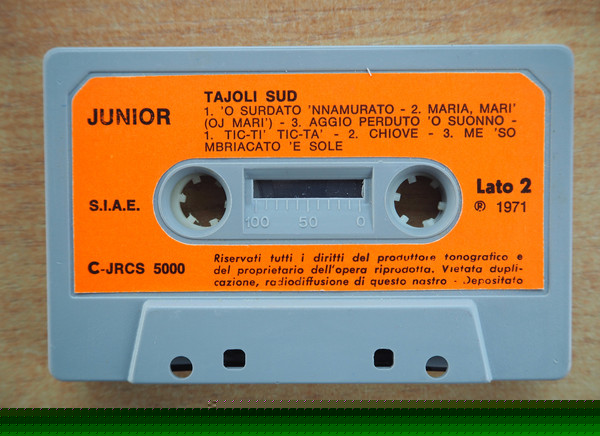 JUNIOR
TAJOLI SUD
1. 'O SURDATO 'NNAMURATO - 2. MARIA, MARI'
(OJ MARI') - 3. AGGIO PERDUTO 'O SUONNO -
1. TIC-TI' TIC-TA' - 2. CHIOVE - 3. ME 'SO
MBRIACATO 'E SOLE
S.I.A.E.
Lato 2
℗ 1971
100 50 0
C-JRCS 5000
Riservati tutti i diritti del produttore fonografico e
del proprietario dell'opera riprodotta. Vietata dupli-
cazione, radiodiffusione di questo nastro - Depositato